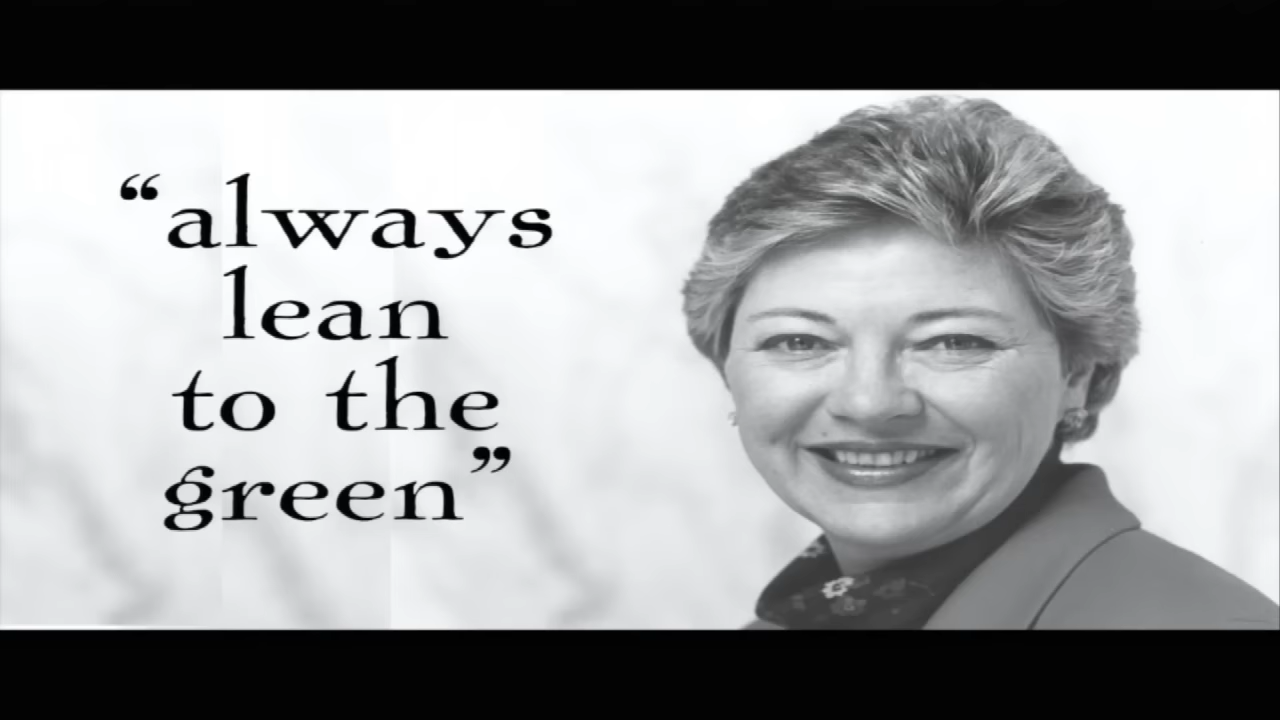 “always
lean
to the
green”